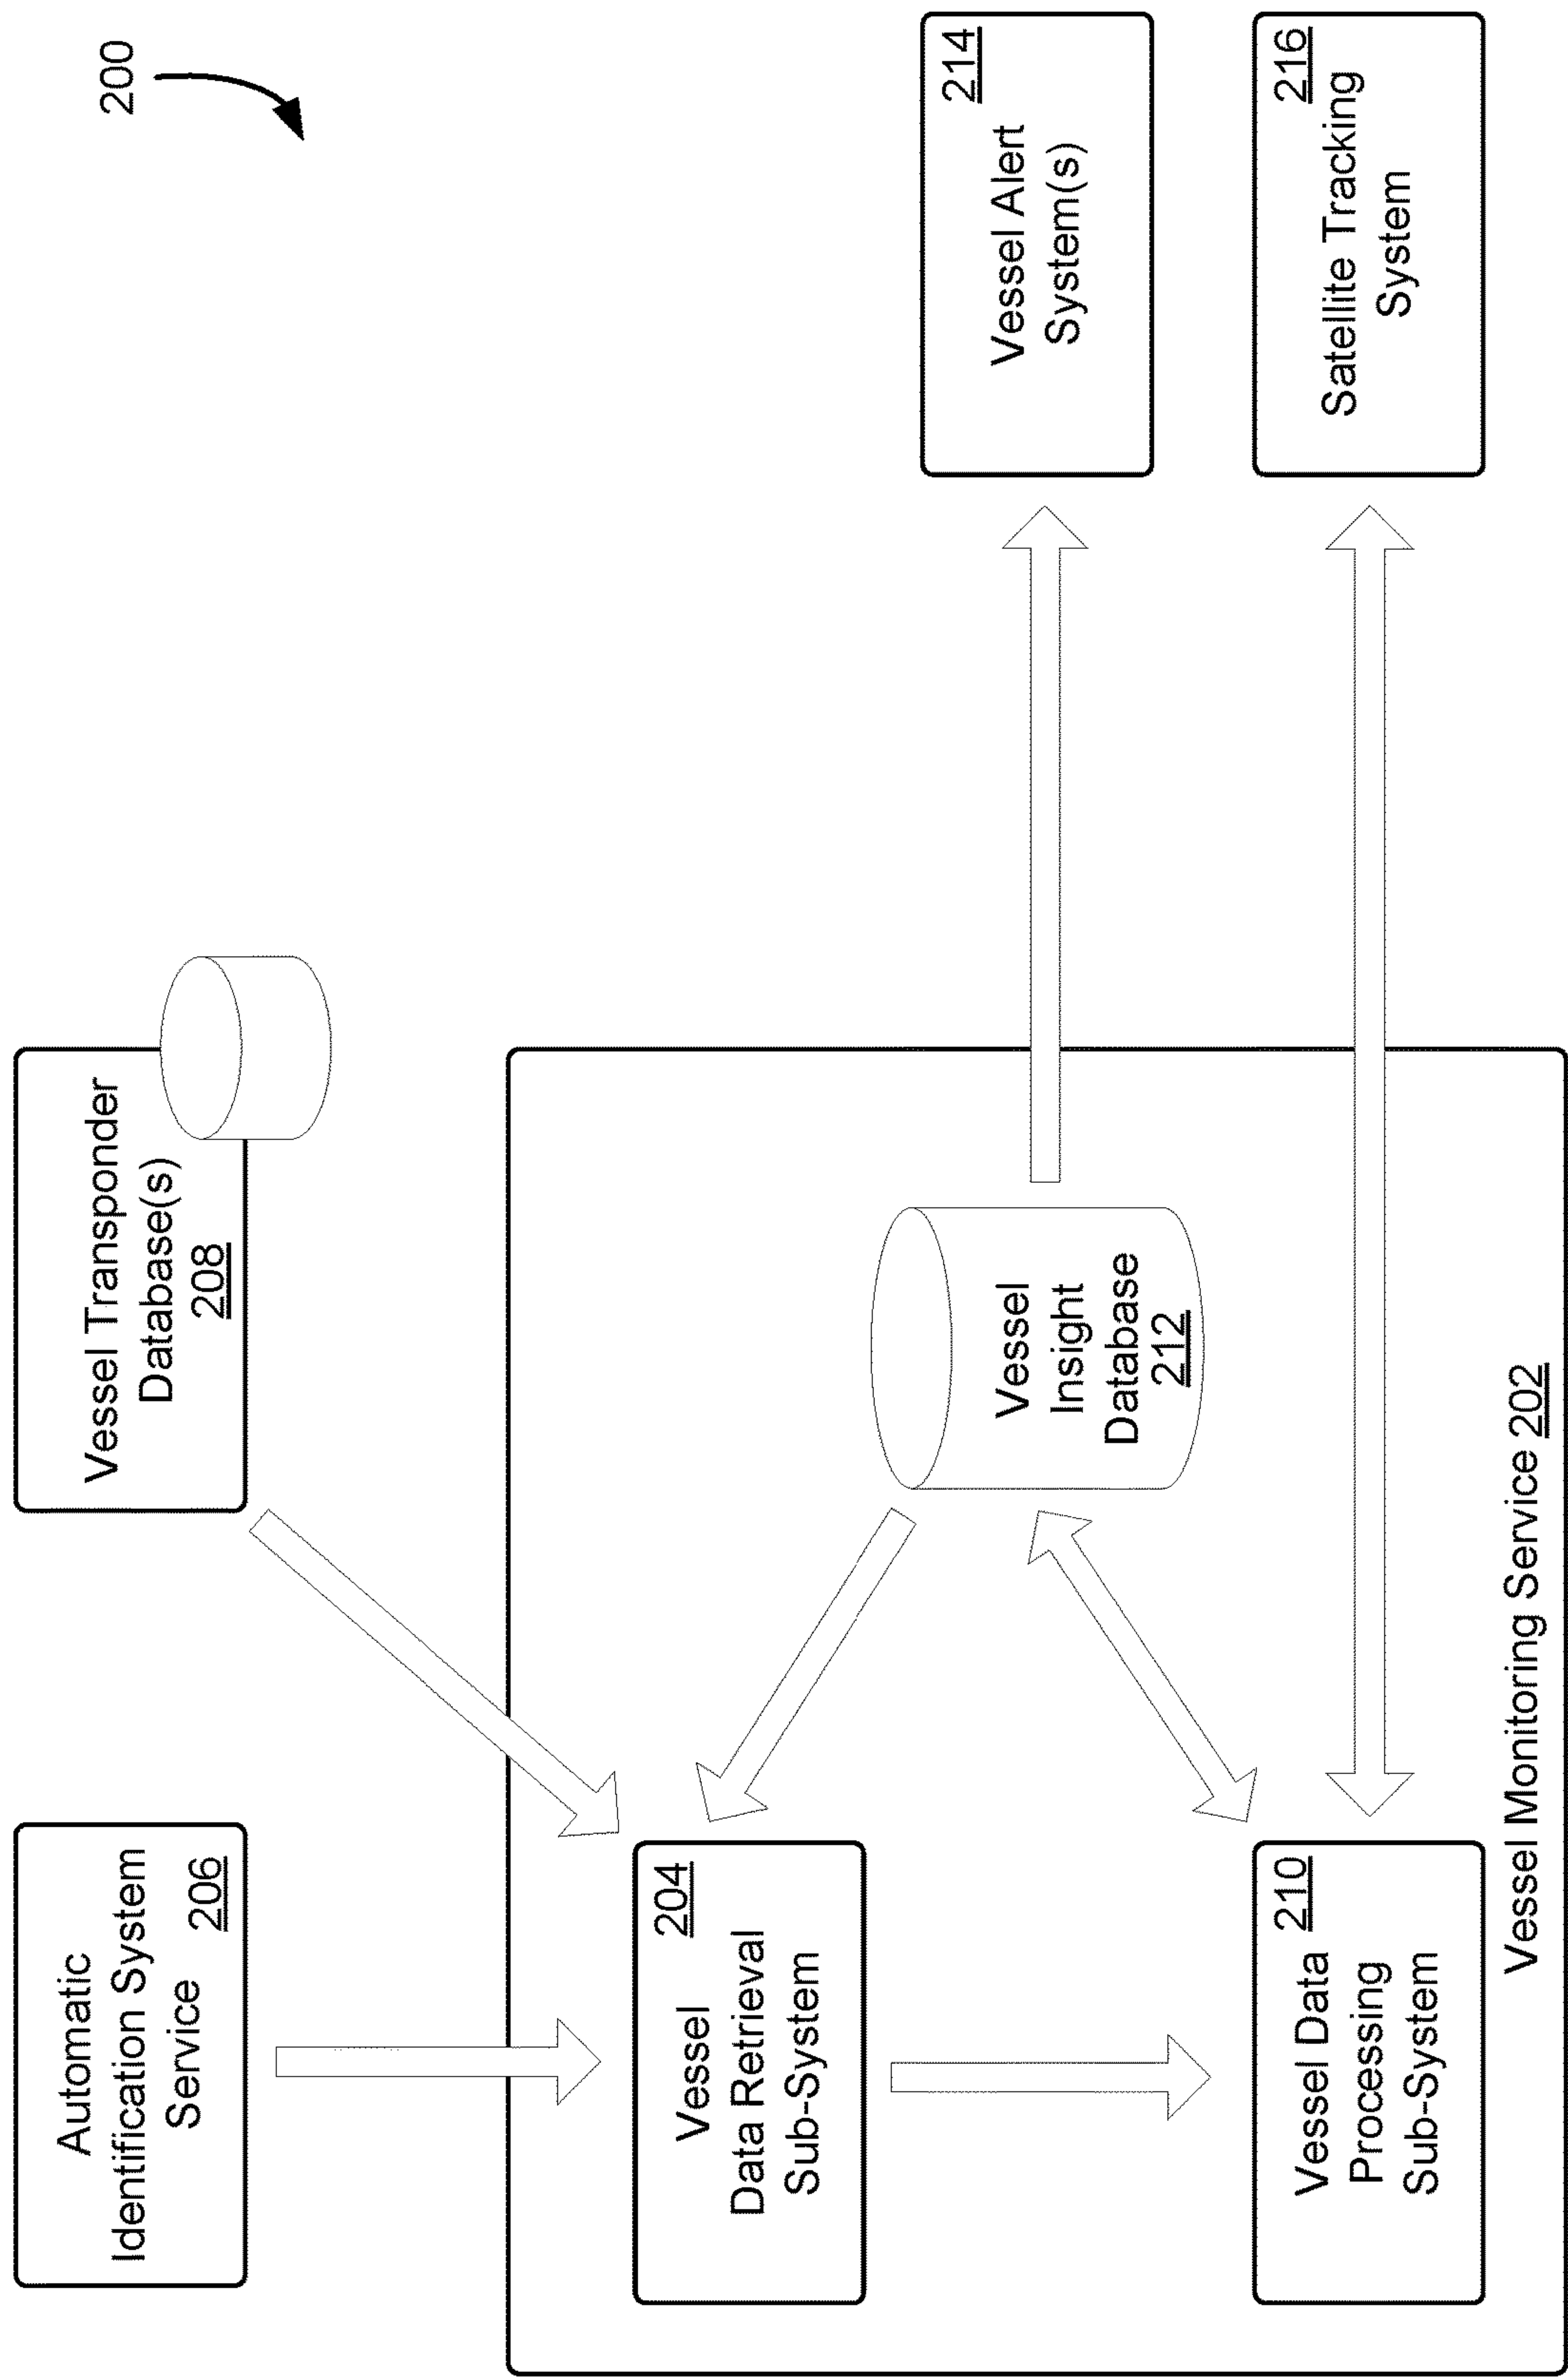 200
Automatic
Identification System
Service 206
Vessel Transponder
Database(s)
208
204
Vessel
Data Retrieval
Sub-System
Vessel
Insight
Database
212
214
Vessel Alert
System(s)
210
Vessel Data
Processing
Sub-System
216
Satellite Tracking
System
Vessel Monitoring Service 202